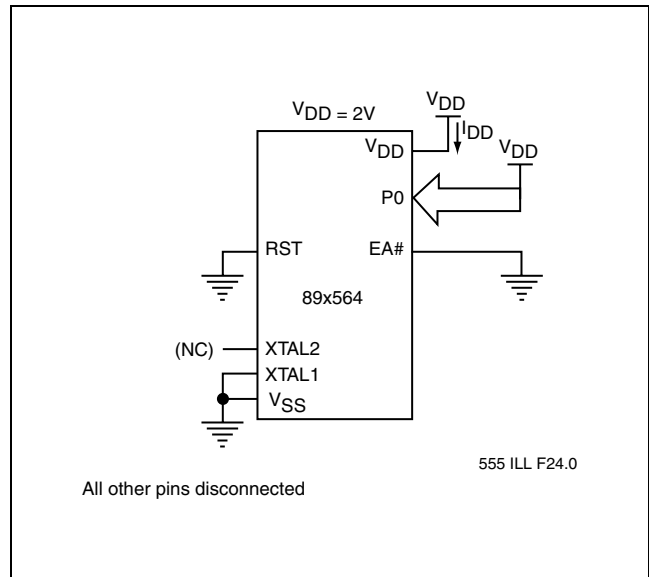 VDD = 2V
VDD
IDD
VDD
VDD
P0
RST
EA#
89x564
(NC)
XTAL2
XTAL1
VSS
555 ILL F24.0
All other pins disconnected